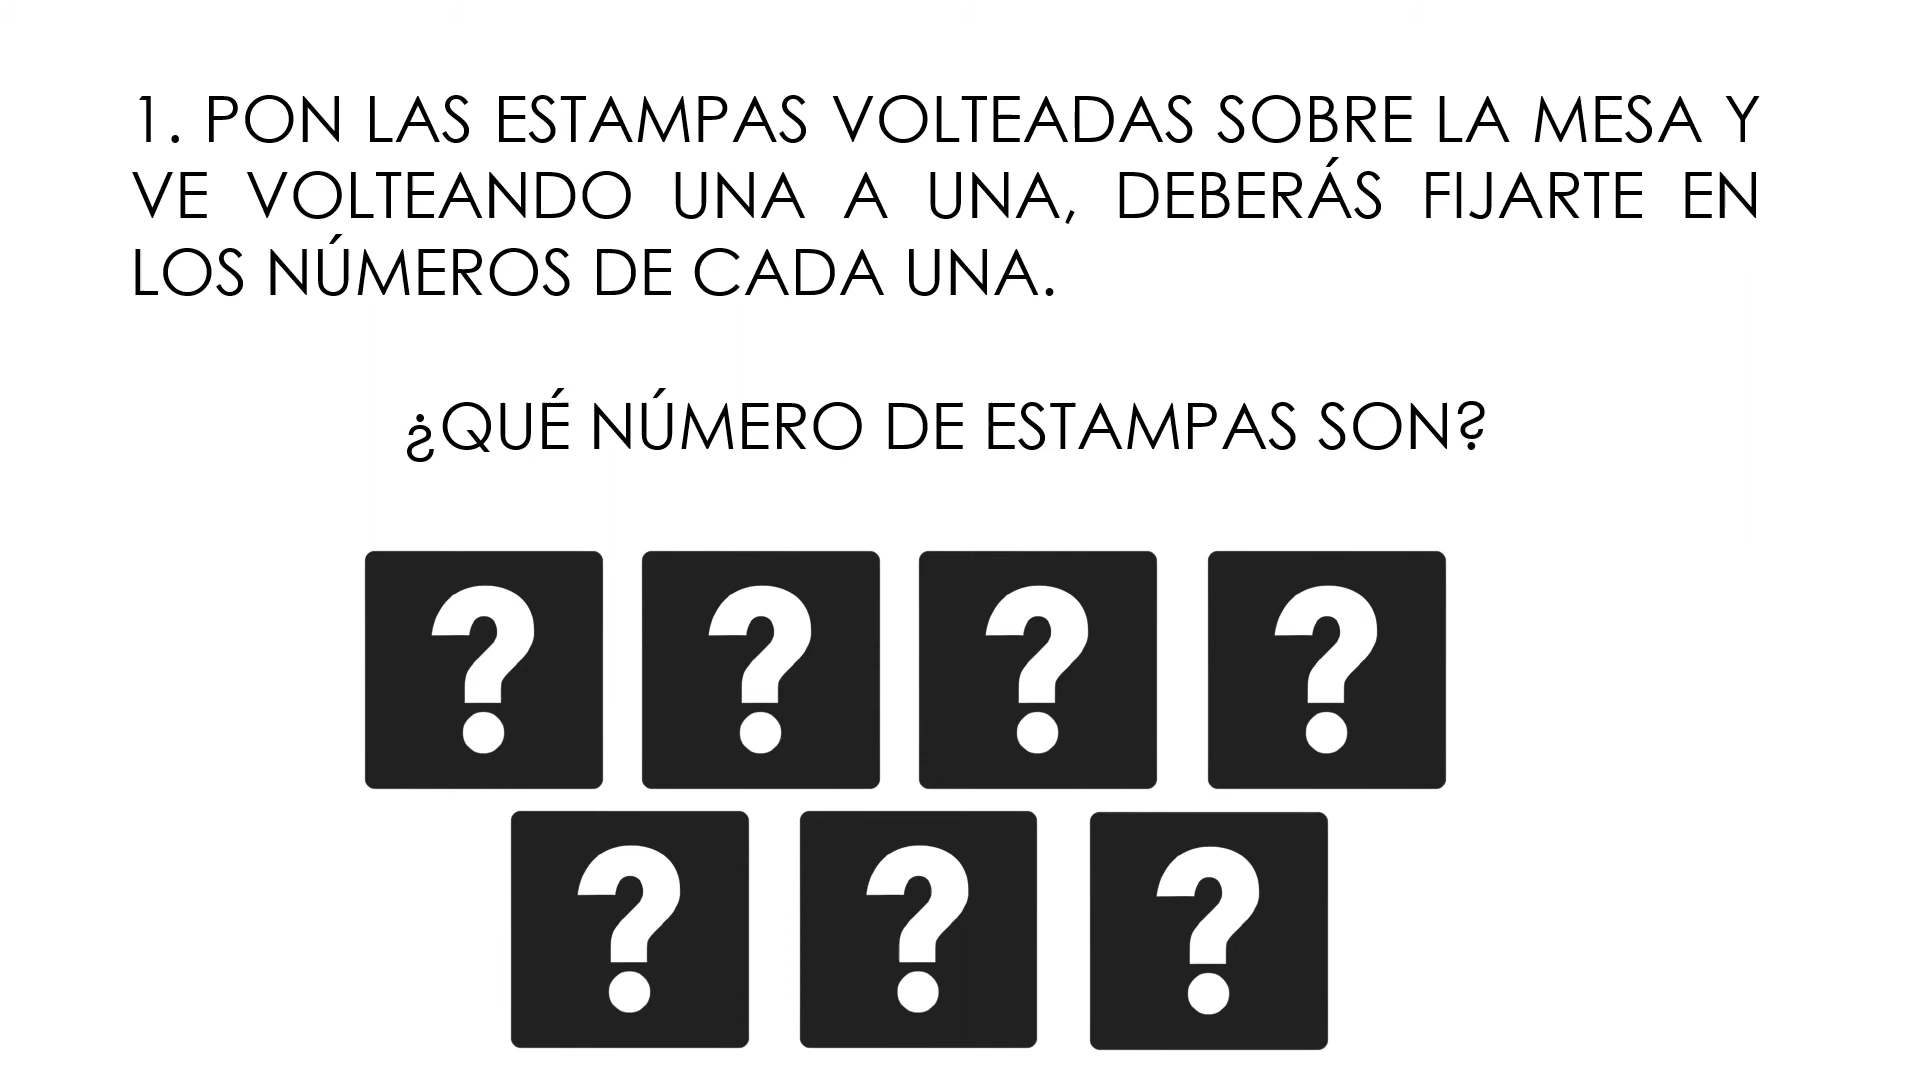 1. PON LAS ESTAMPAS VOLTEADAS SOBRE LA MESA Y
VE VOLTEANDO UNA A UNA, DEBERÁS FIJARTE EN
LOS NÚMEROS DE CADA UNA.
¿QUÉ NÚMERO DE ESTAMPAS SON?
? ? ? ?
? ? ?